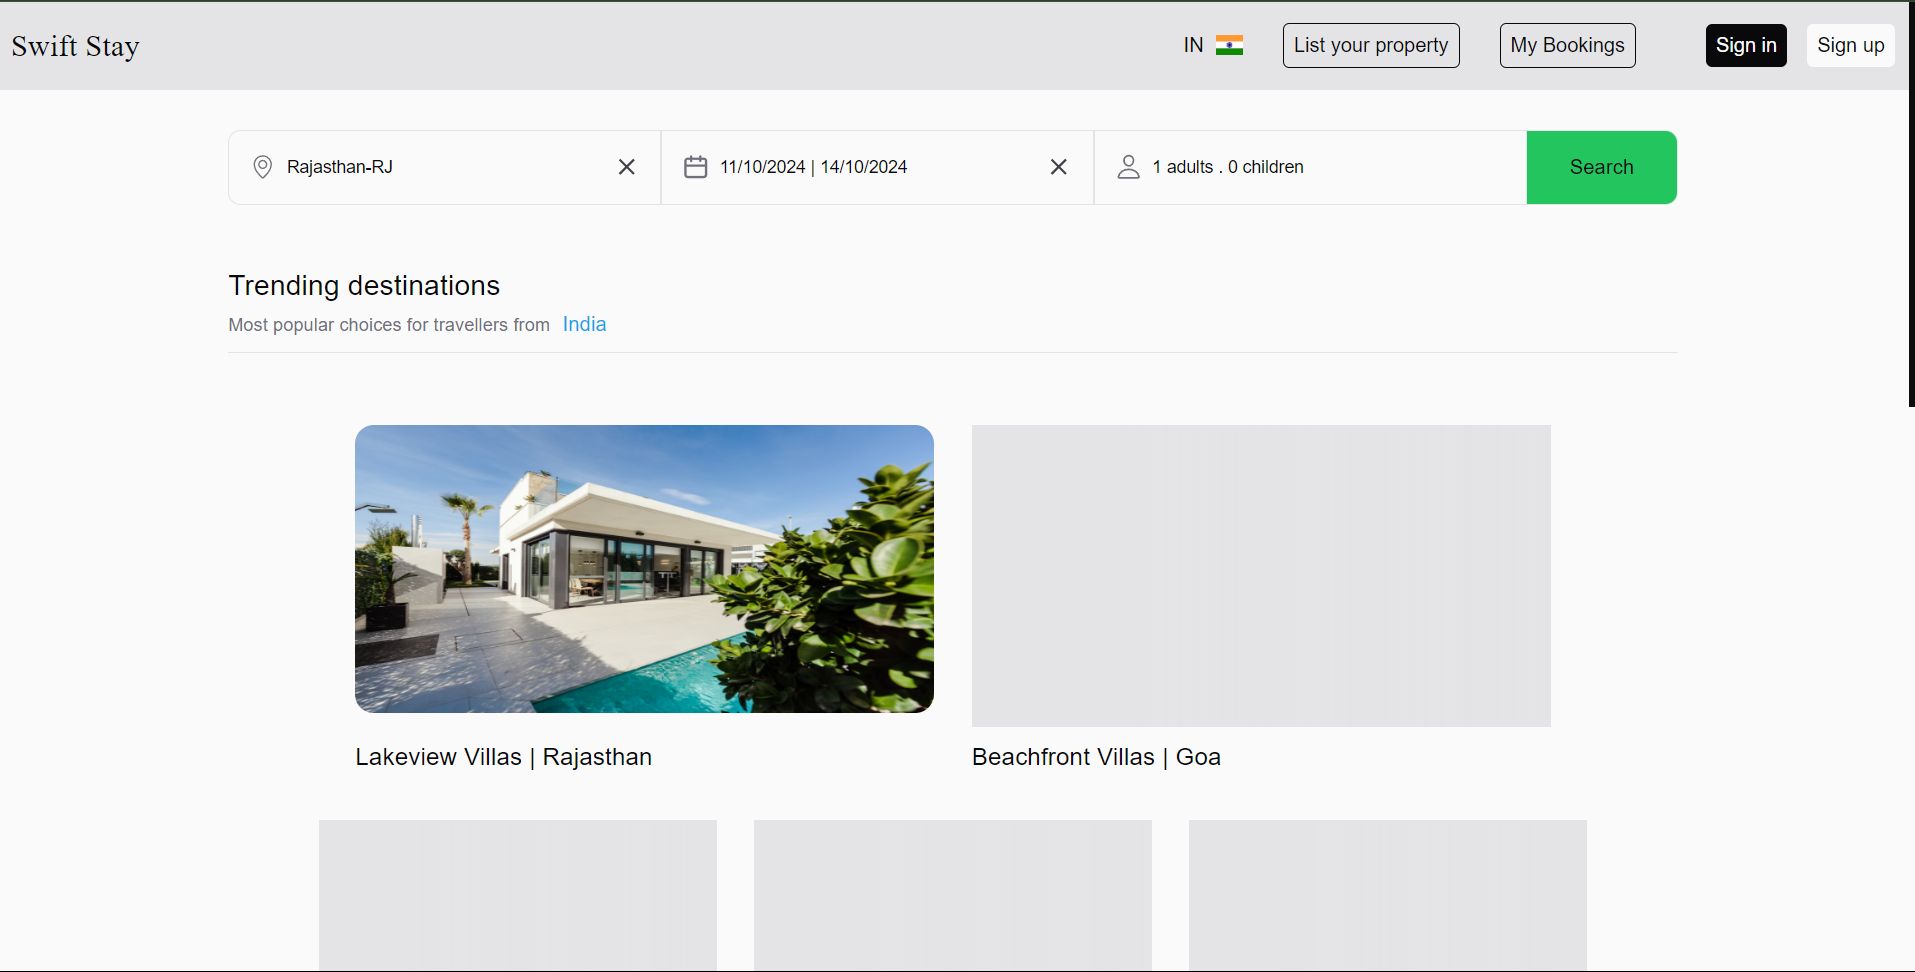 Swift Stay
IN
List your property
My Bookings
Sign in
Sign up
Rajasthan-RJ
11/10/2024 | 14/10/2024
1 adults . 0 children
Search
Trending destinations
Most popular choices for travellers from India
Lakeview Villas | Rajasthan
Beachfront Villas | Goa